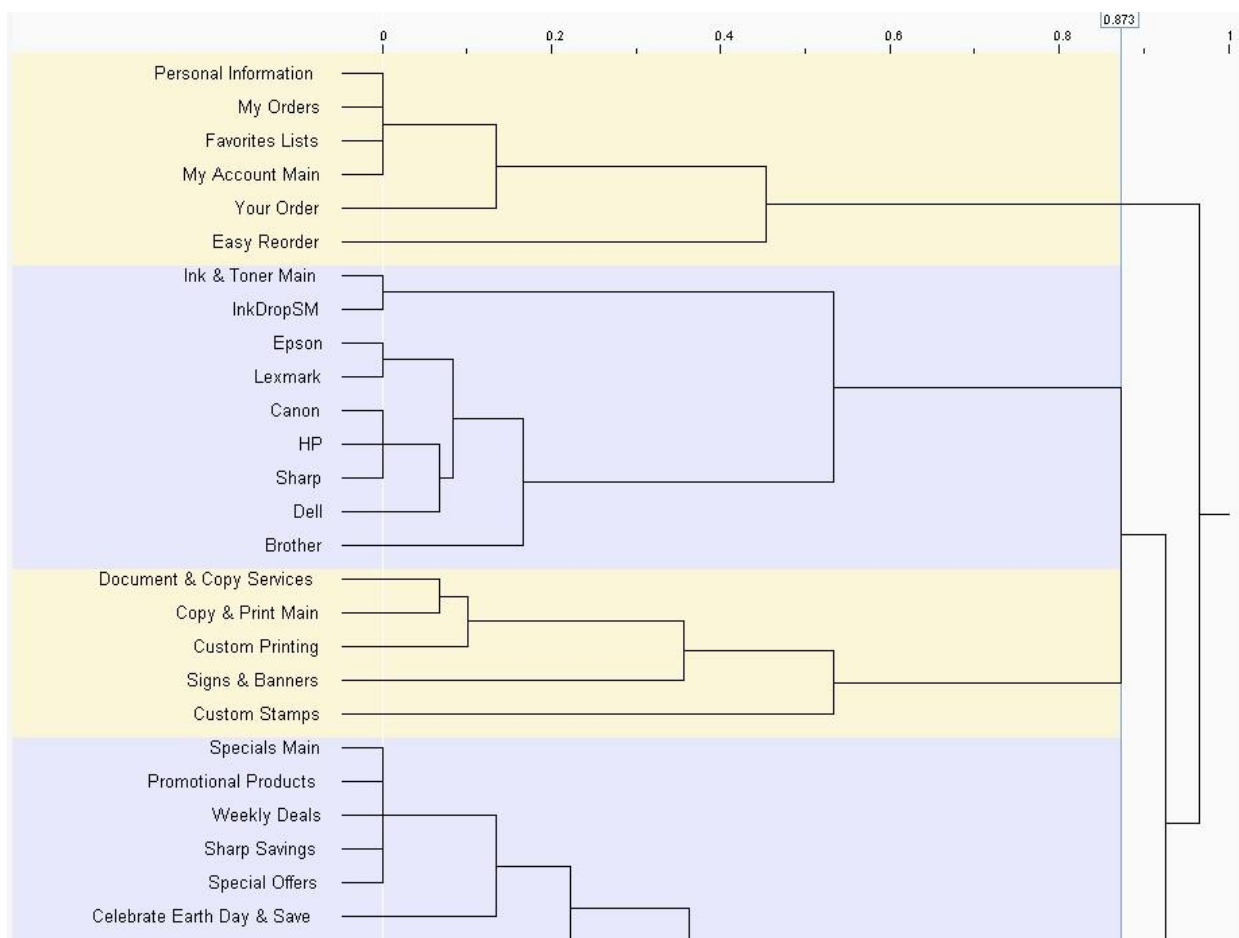 0.873
0 0.2 0.4 0.6 0.8 1
Personal Information
My Orders
Favorites Lists
My Account Main
Your Order
Easy Reorder
Ink & Toner Main
InkDropSM
Epson
Lexmark
Canon
HP
Sharp
Dell
Brother
Document & Copy Services
Copy & Print Main
Custom Printing
Signs & Banners
Custom Stamps
Specials Main
Promotional Products
Weekly Deals
Sharp Savings
Special Offers
Celebrate Earth Day & Save